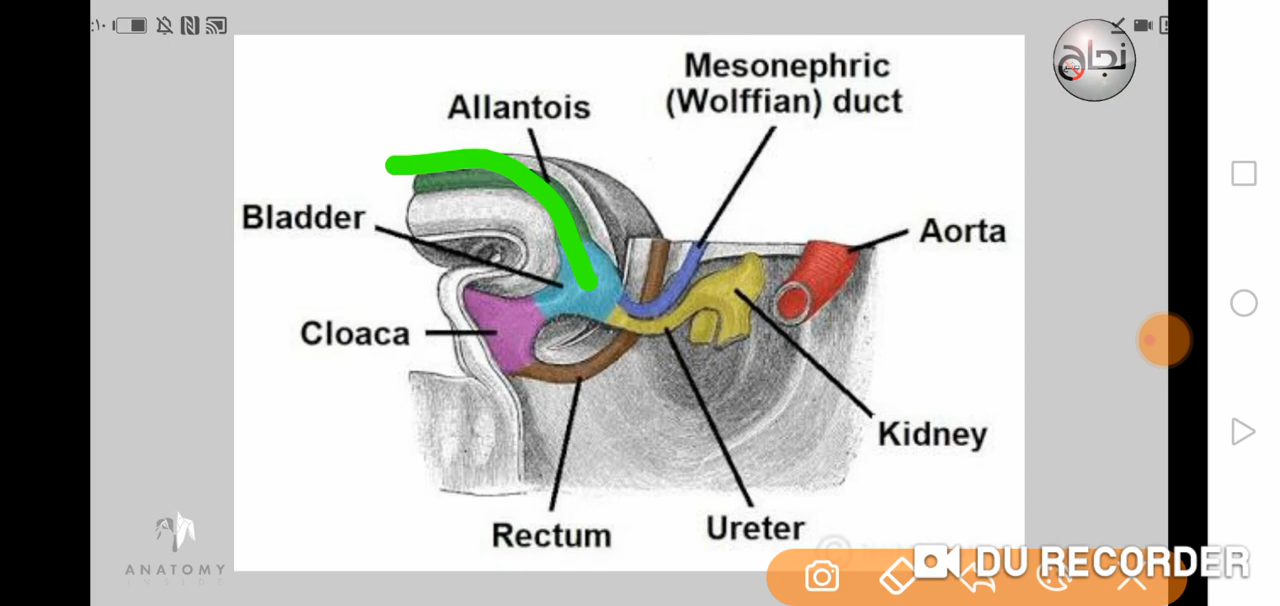 Mesonephric
(Wolffian) duct
Allantois
Bladder
Aorta
Cloaca
Kidney
Rectum
Ureter
ANATOMY
DU RECORDER